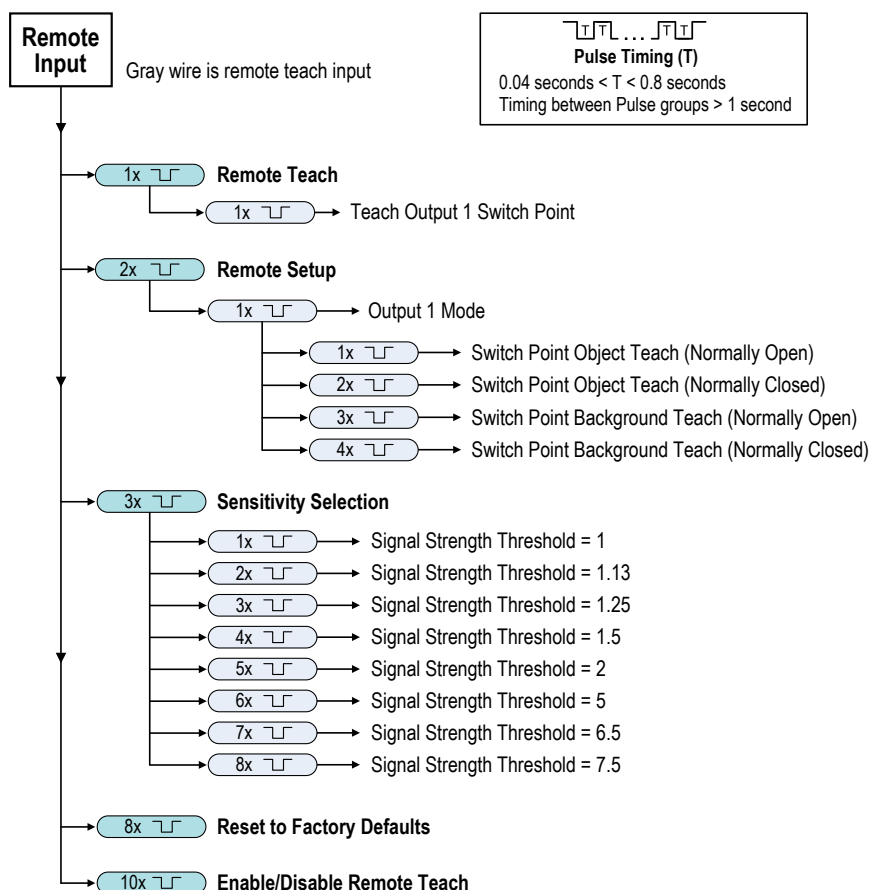 Remote
Input
Gray wire is remote teach input
T T ... T T
Pulse Timing (T)
0.04 seconds < T < 0.8 seconds
Timing between Pulse groups > 1 second
1x Remote Teach
1x Teach Output 1 Switch Point
2x Remote Setup
1x Output 1 Mode
1x Switch Point Object Teach (Normally Open)
2x Switch Point Object Teach (Normally Closed)
3x Switch Point Background Teach (Normally Open)
4x Switch Point Background Teach (Normally Closed)
3x Sensitivity Selection
1x Signal Strength Threshold = 1
2x Signal Strength Threshold = 1.13
3x Signal Strength Threshold = 1.25
4x Signal Strength Threshold = 1.5
5x Signal Strength Threshold = 2
6x Signal Strength Threshold = 5
7x Signal Strength Threshold = 6.5
8x Signal Strength Threshold = 7.5
8x Reset to Factory Defaults
10x Enable/Disable Remote Teach